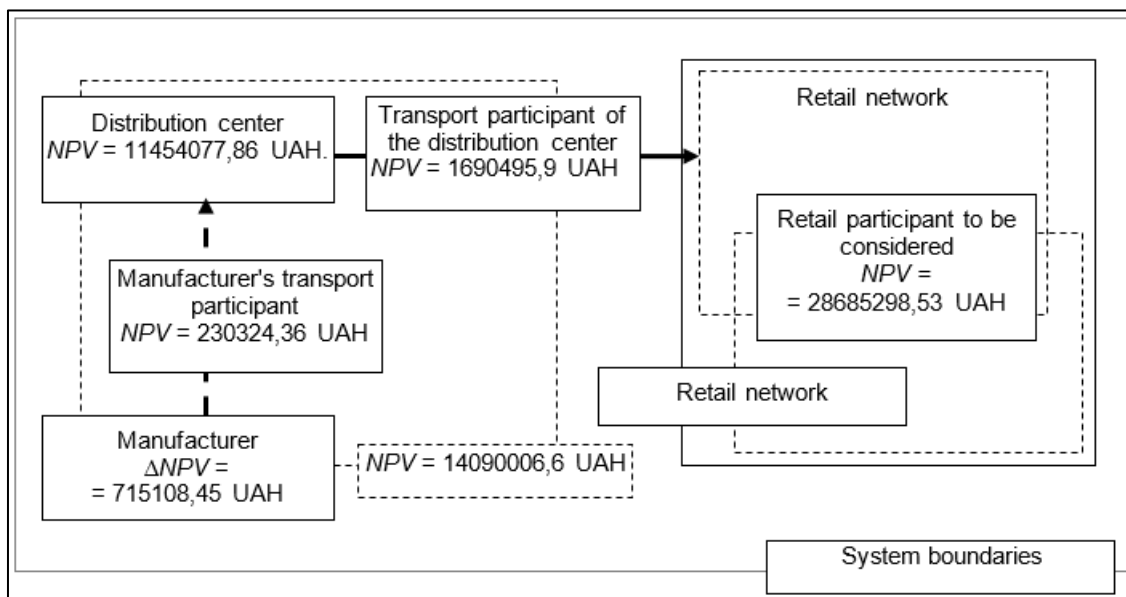 Distribution center
NPV = 11454077,86 UAH.
Transport participant of
the distribution center
NPV = 1690495,9 UAH
Retail network
Retail participant to be
considered
NPV =
= 28685298,53 UAH
Manufacturer's transport
participant
NPV = 230324,36 UAH
Retail network
Manufacturer
ΔNPV =
= 715108,45 UAH
NPV = 14090006,6 UAH
System boundaries